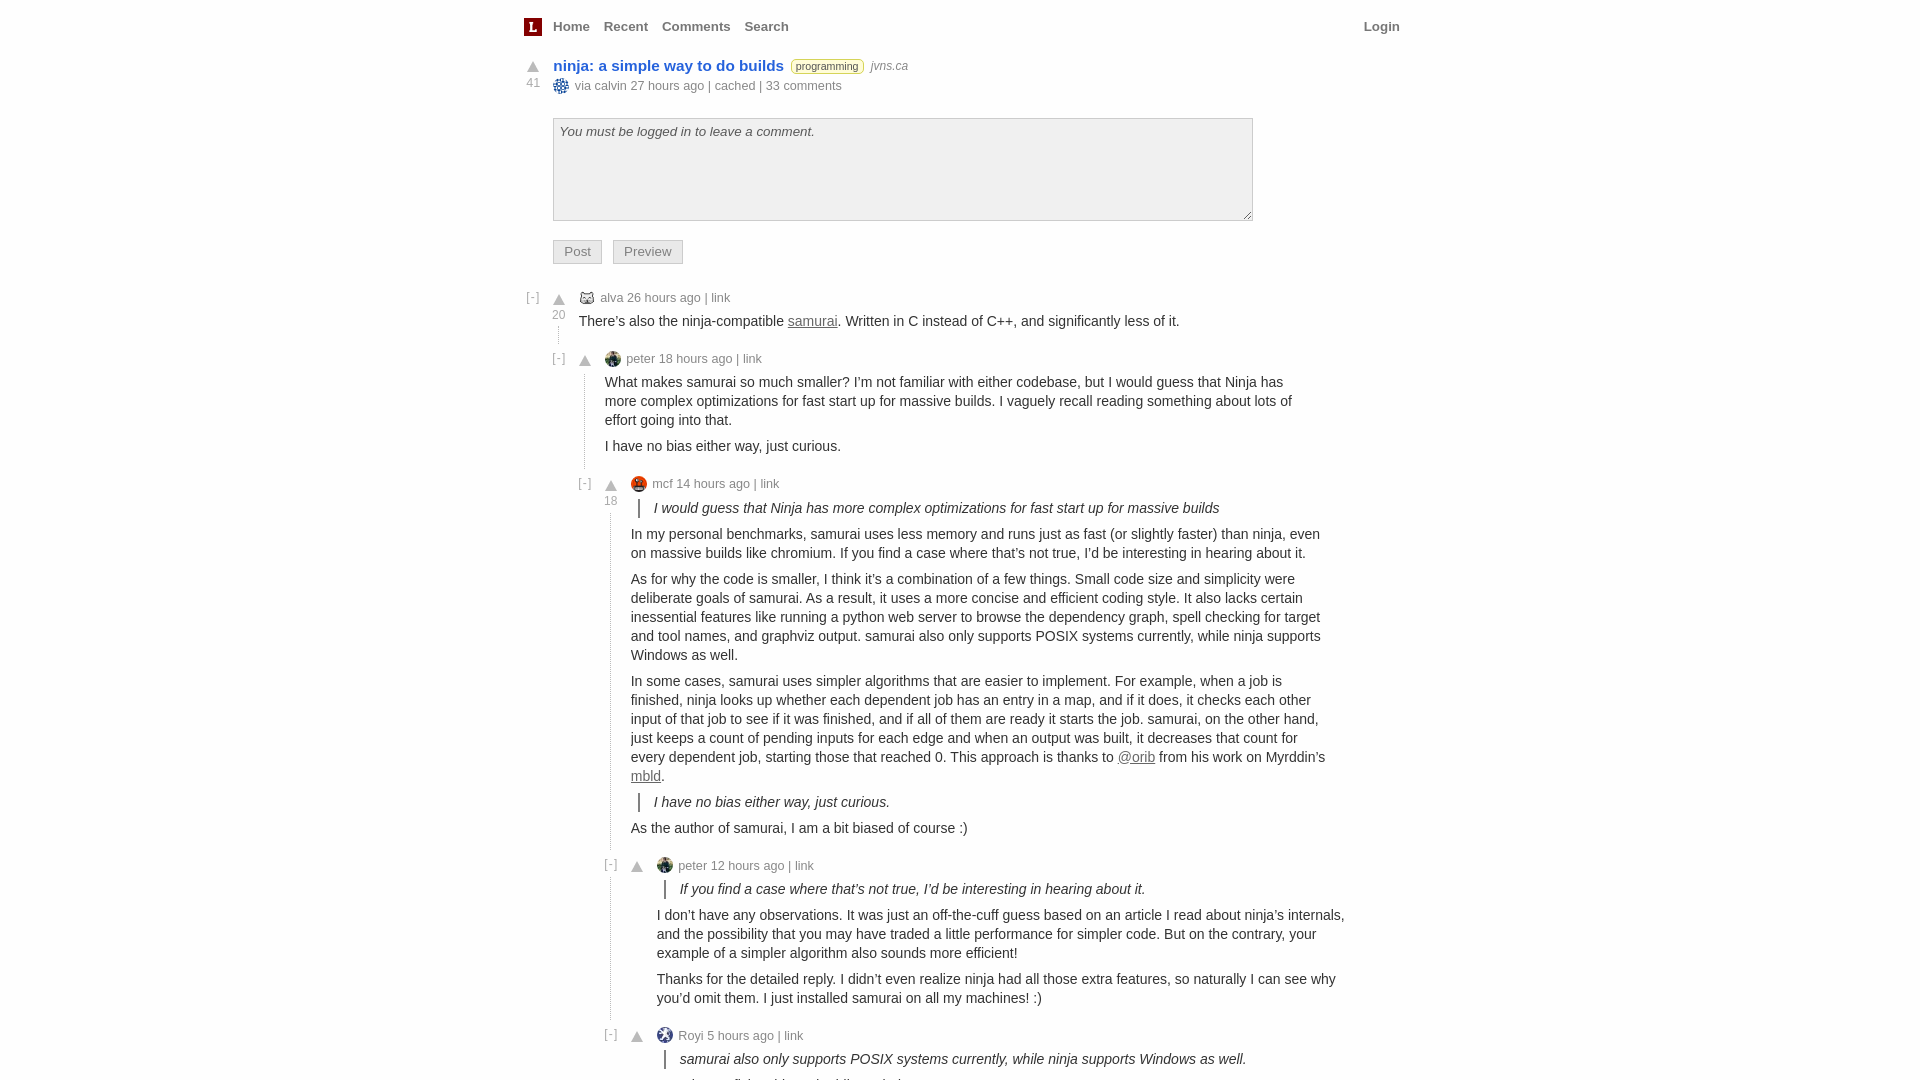 L Home Recent Comments Search Login
ninja: a simple way to do builds programming jvns.ca
41
via calvin 27 hours ago | cached | 33 comments
You must be logged in to leave a comment.
Post Preview
[-] alva 26 hours ago | link
20
There’s also the ninja-compatible samurai. Written in C instead of C++, and significantly less of it.
[-] peter 18 hours ago | link
What makes samurai so much smaller? I’m not familiar with either codebase, but I would guess that Ninja has
more complex optimizations for fast start up for massive builds. I vaguely recall reading something about lots of
effort going into that.
I have no bias either way, just curious.
[-] mcf 14 hours ago | link
18
I would guess that Ninja has more complex optimizations for fast start up for massive builds
In my personal benchmarks, samurai uses less memory and runs just as fast (or slightly faster) than ninja, even
on massive builds like chromium. If you find a case where that’s not true, I’d be interesting in hearing about it.
As for why the code is smaller, I think it’s a combination of a few things. Small code size and simplicity were
deliberate goals of samurai. As a result, it uses a more concise and efficient coding style. It also lacks certain
inessential features like running a python web server to browse the dependency graph, spell checking for target
and tool names, and graphviz output. samurai also only supports POSIX systems currently, while ninja supports
Windows as well.
In some cases, samurai uses simpler algorithms that are easier to implement. For example, when a job is
finished, ninja looks up whether each dependent job has an entry in a map, and if it does, it checks each other
input of that job to see if it was finished, and if all of them are ready it starts the job. samurai, on the other hand,
just keeps a count of pending inputs for each edge and when an output was built, it decreases that count for
every dependent job, starting those that reached 0. This approach is thanks to @orib from his work on Myrddin’s
mbld.
I have no bias either way, just curious.
As the author of samurai, I am a bit biased of course :)
[-] peter 12 hours ago | link
If you find a case where that’s not true, I’d be interesting in hearing about it.
I don’t have any observations. It was just an off-the-cuff guess based on an article I read about ninja’s internals,
and the possibility that you may have traded a little performance for simpler code. But on the contrary, your
example of a simpler algorithm also sounds more efficient!
Thanks for the detailed reply. I didn’t even realize ninja had all those extra features, so naturally I can see why
you’d omit them. I just installed samurai on all my machines! :)
[-] Royi 5 hours ago | link
samurai also only supports POSIX systems currently, while ninja supports Windows as well.